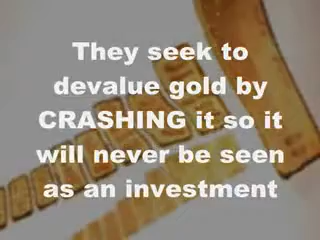 They seek to
devalue gold by
CRASHING it so it
will never be seen
as an investment